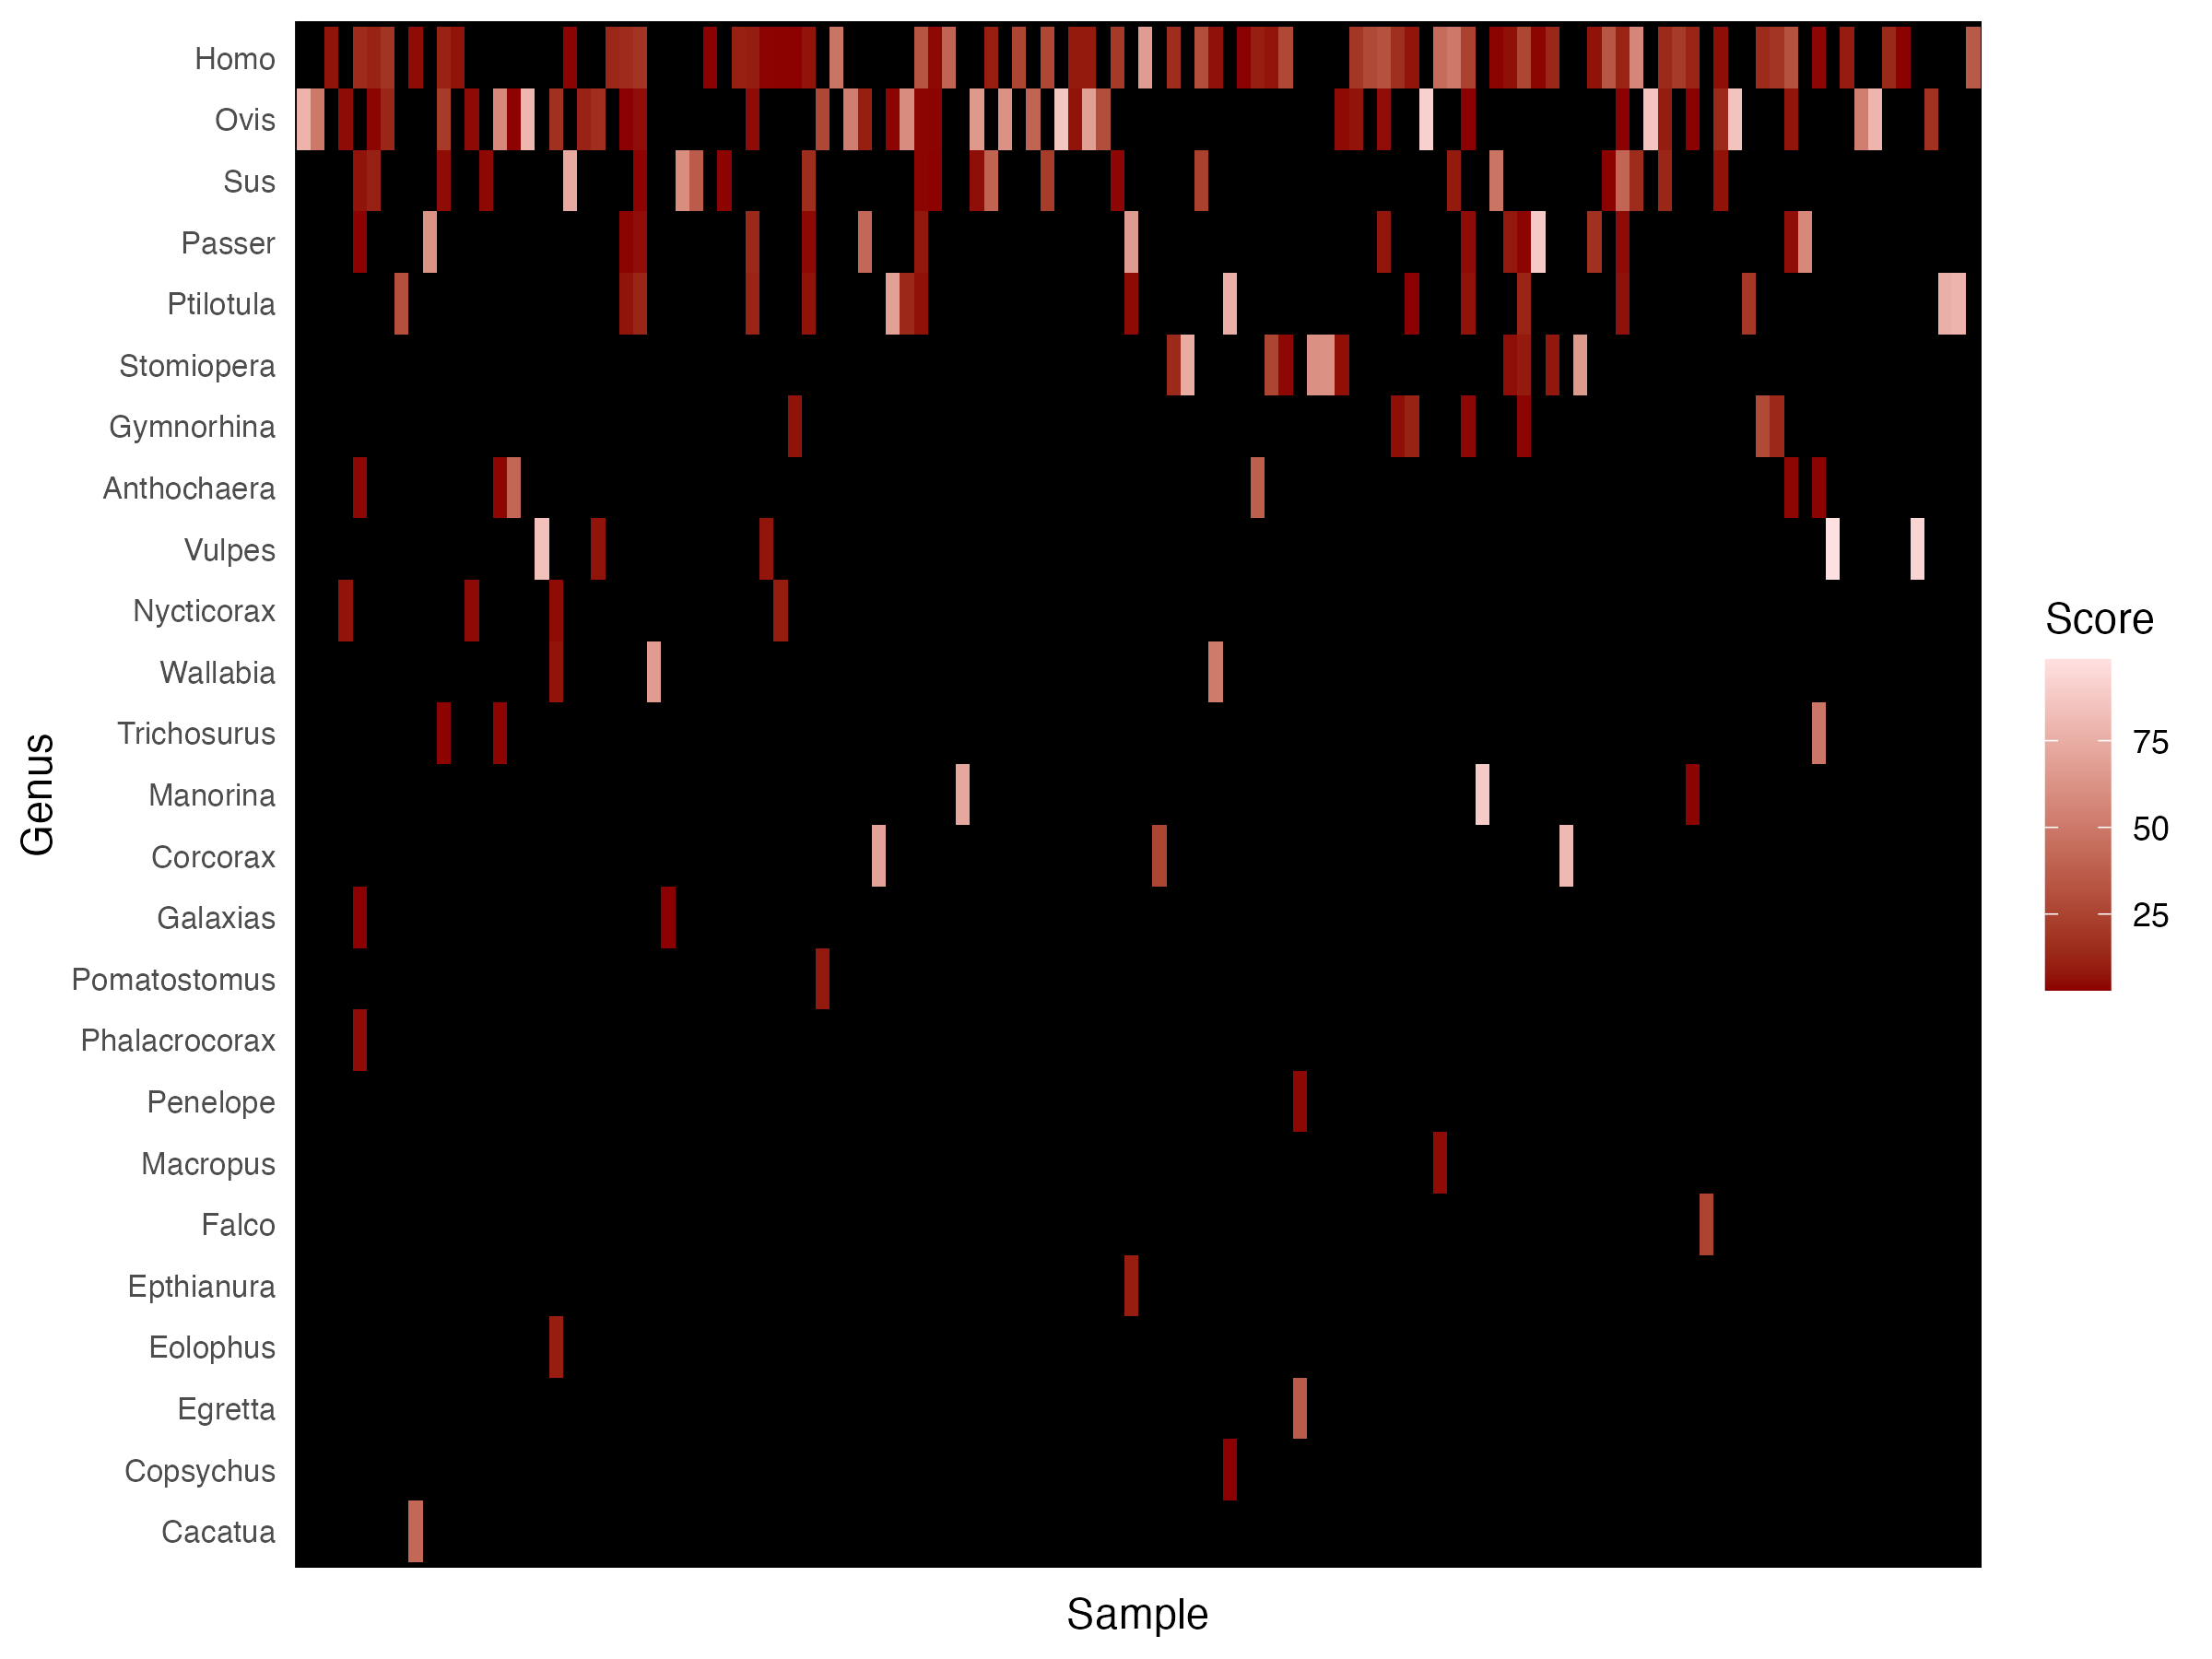 Homo
Ovis
Sus
Passer
Ptilotula
Stomiopera
Gymnorhina
Anthochaera
Vulpes
Nycticorax
Wallabia
Trichosurus
Manorina
Corcorax
Galaxias
Pomatostomus
Phalacrocorax
Penelope
Macropus
Falco
Epthianura
Eolophus
Egretta
Copsychus
Cacatua
Genus
Sample
Score
75
50
25